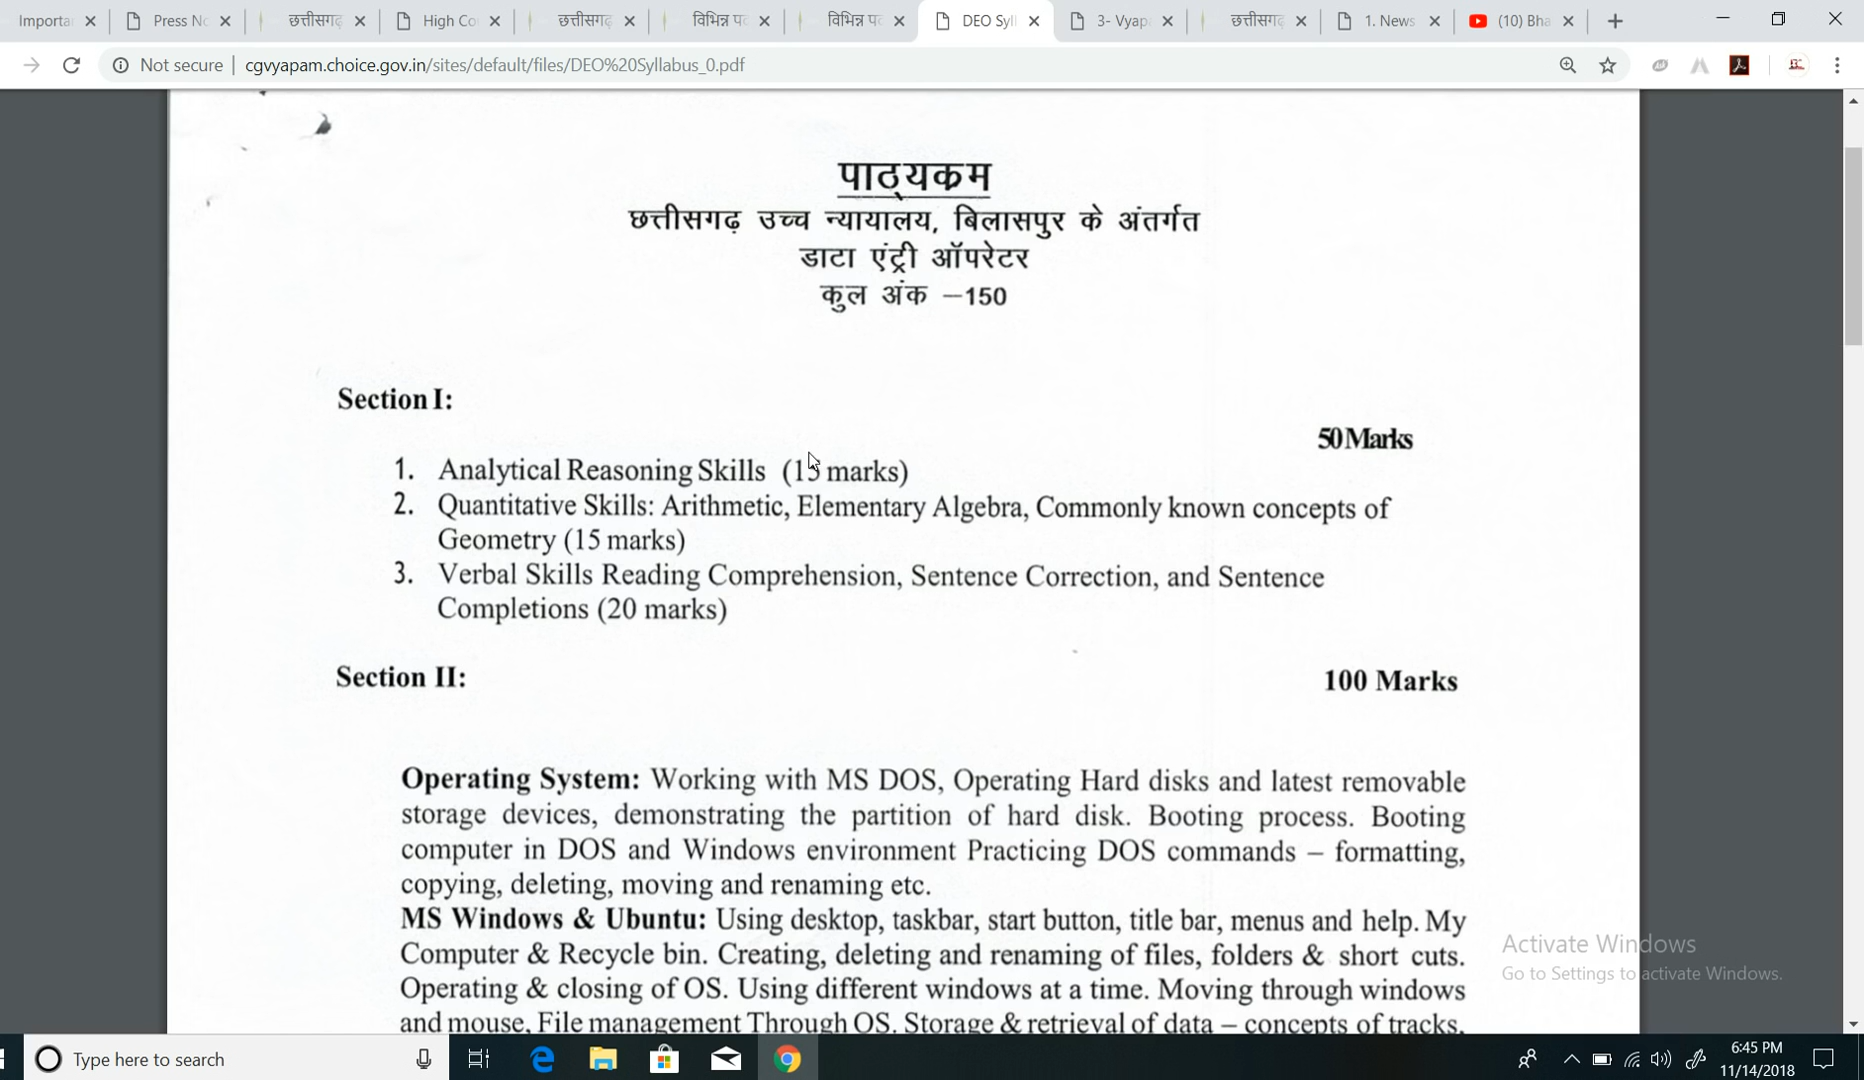 Importa
Press No
छत्तीसगढ़
High Co
छत्तीसगढ़
विभिन्न पद
विभिन्न पद
DEO Syll
3- Vyap
छत्तीसगढ़
1. News
(10) Bha
Not secure | cgvyapam.choice.gov.in/sites/default/files/DEO%20Syllabus_0.pdf
पाठ्यकम
छत्तीसगढ़ उच्च न्यायालय, बिलासपुर के अंतर्गत
डाटा एंट्री ऑपरेटर
कुल अंक –150
Section I:
50 Marks
1. Analytical Reasoning Skills (15 marks)
2. Quantitative Skills: Arithmetic, Elementary Algebra, Commonly known concepts of
Geometry (15 marks)
3. Verbal Skills Reading Comprehension, Sentence Correction, and Sentence
Completions (20 marks)
Section II:
100 Marks
Operating System: Working with MS DOS, Operating Hard disks and latest removable
storage devices, demonstrating the partition of hard disk. Booting process. Booting
computer in DOS and Windows environment Practicing DOS commands – formatting,
copying, deleting, moving and renaming etc.
MS Windows & Ubuntu: Using desktop, taskbar, start button, title bar, menus and help. My
Computer & Recycle bin. Creating, deleting and renaming of files, folders & short cuts.
Operating & closing of OS. Using different windows at a time. Moving through windows
and mouse, File management Through OS. Storage & retrieval of data – concepts of tracks,
Activate Windows
Go to Settings to activate Windows.
Type here to search
6:45 PM
11/14/2018